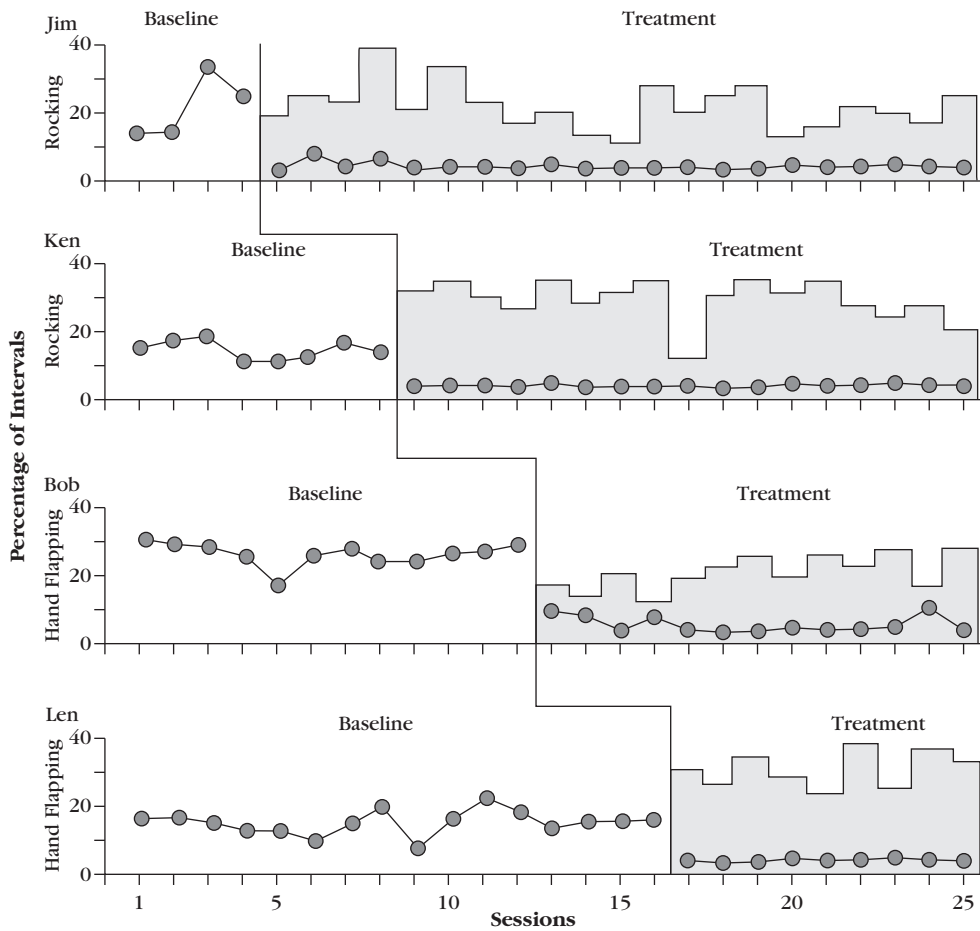 Percentage of Intervals
Jim
Baseline
Treatment
Rocking
40
20
0
Ken
Baseline
Treatment
Rocking
40
20
0
Bob
Baseline
Treatment
Hand Flapping
40
20
0
Len
Baseline
Treatment
Hand Flapping
40
20
0
1 5 10 15 20 25
Sessions